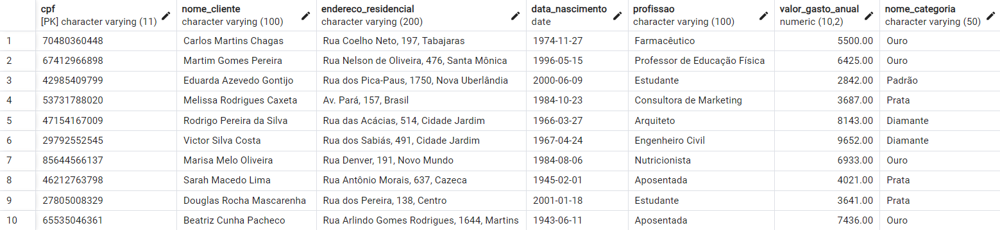 cpf nome_cliente endereco_residencial data_nascimento profissao valor_gasto_anual nome_categoria
[PK] character varying (11) character varying (100) character varying (200) date character varying (100) numeric (10,2) character varying (50)
1 70480360448 Carlos Martins Chagas Rua Coelho Neto, 197, Tabajaras 1974-11-27 Farmacêutico 5500.00 Ouro
2 67412966898 Martim Gomes Pereira Rua Nelson de Oliveira, 476, Santa Mônica 1996-05-15 Professor de Educação Física 6425.00 Ouro
3 42985409799 Eduarda Azevedo Gontijo Rua dos Pica-Paus, 1750, Nova Uberlândia 2000-06-09 Estudante 2842.00 Padrão
4 53731788020 Melissa Rodrigues Caxeta Av. Pará, 157, Brasil 1984-10-23 Consultora de Marketing 3687.00 Prata
5 47154167009 Rodrigo Pereira da Silva Rua das Acácias, 514, Cidade Jardim 1966-03-27 Arquiteto 8143.00 Diamante
6 29792552545 Victor Silva Costa Rua dos Sabiás, 491, Cidade Jardim 1967-04-24 Engenheiro Civil 9652.00 Diamante
7 85644566137 Marisa Melo Oliveira Rua Denver, 191, Novo Mundo 1984-08-06 Nutricionista 6933.00 Ouro
8 46212763798 Sarah Macedo Lima Rua Antônio Morais, 637, Cazeca 1945-02-01 Aposentada 4021.00 Prata
9 27805008329 Douglas Rocha Mascarenha Rua dos Pereira, 138, Centro 2001-01-18 Estudante 3641.00 Prata
10 65535046361 Beatriz Cunha Pacheco Rua Arlindo Gomes Rodrigues, 1644, Martins 1943-06-11 Aposentada 7436.00 Ouro